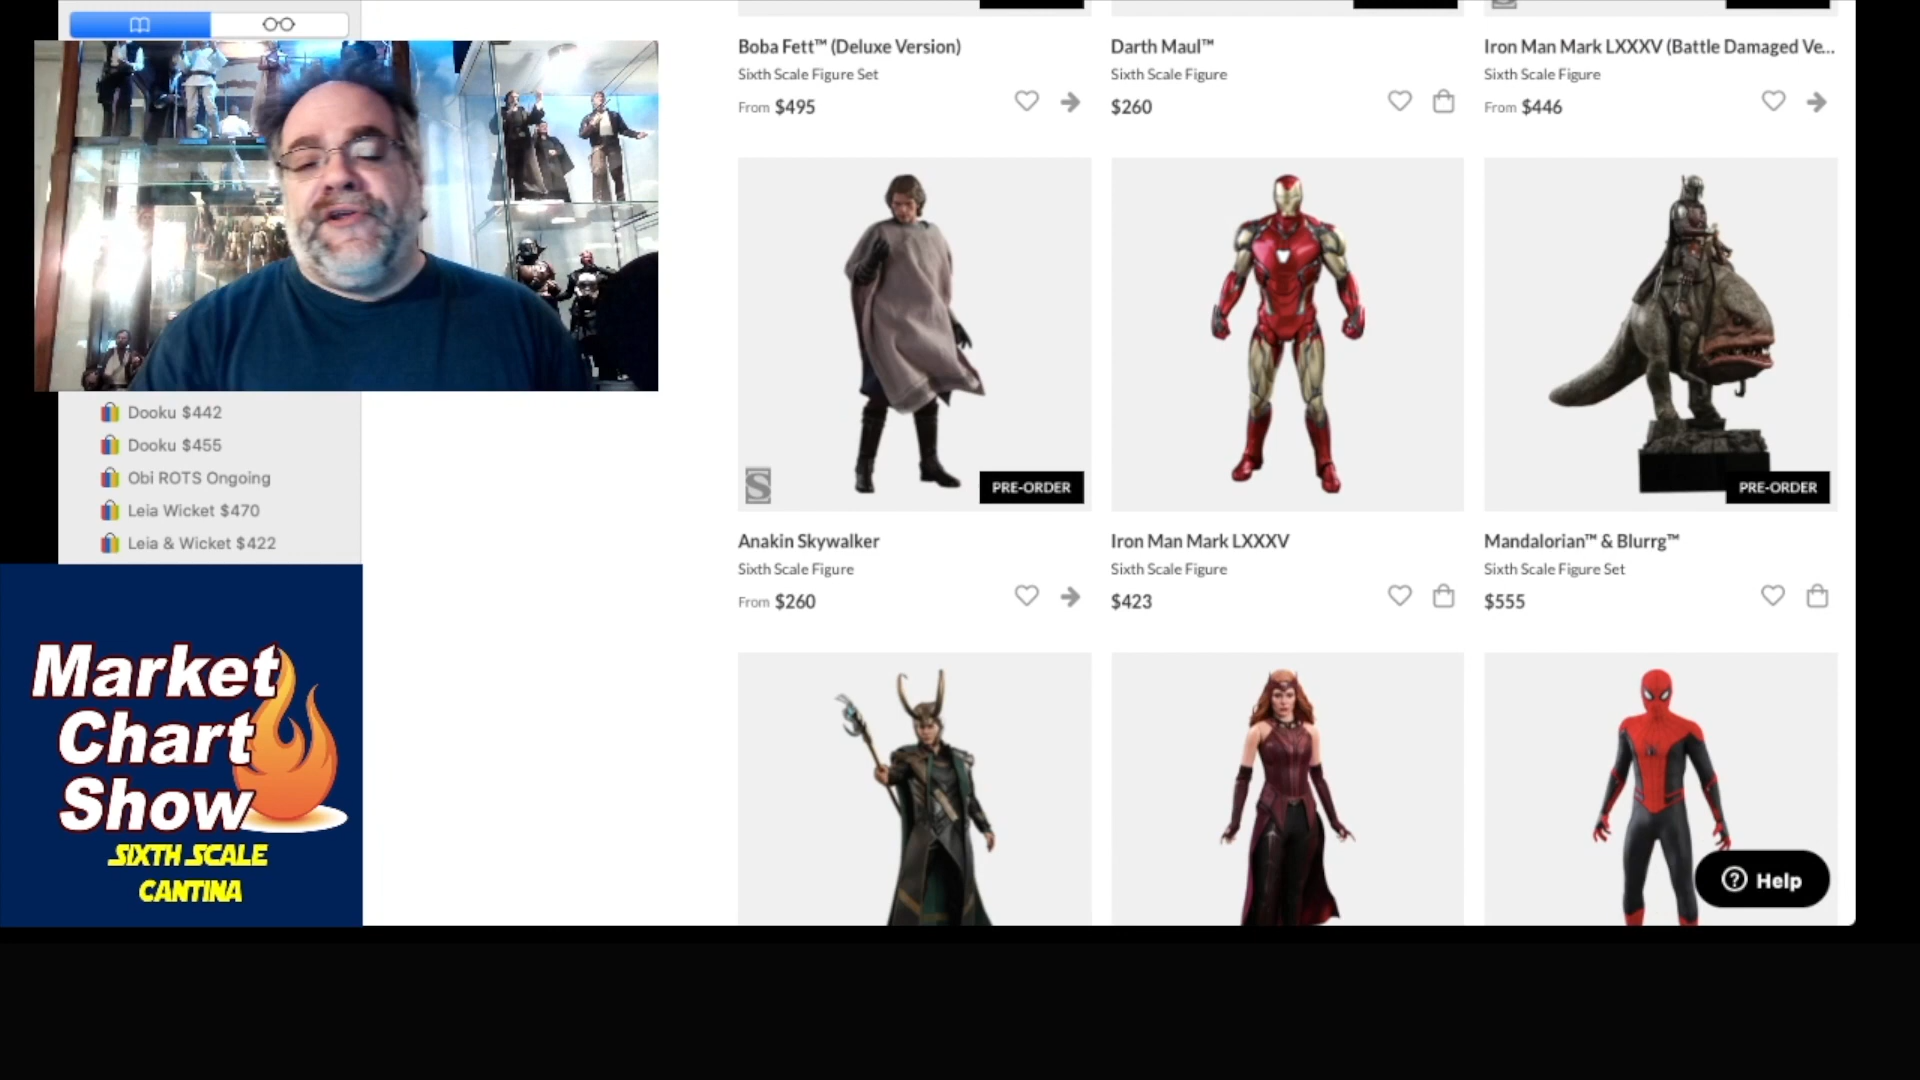 Boba Fett™ (Deluxe Version)
Sixth Scale Figure Set
From $495
Darth Maul™
Sixth Scale Figure
$260
Iron Man Mark LXXXV (Battle Damaged Ve...
Sixth Scale Figure
From $446
Dooku $442
Dooku $455
Obi ROTS Ongoing
Leia Wicket $470
Leia & Wicket $422
S
PRE-ORDER
PRE-ORDER
Anakin Skywalker
Sixth Scale Figure
From $260
Iron Man Mark LXXXV
Sixth Scale Figure
$423
Mandalorian™ & Blurrg™
Sixth Scale Figure Set
$555
Market
Chart
Show
SIXTH SCALE
CANTINA
? Help